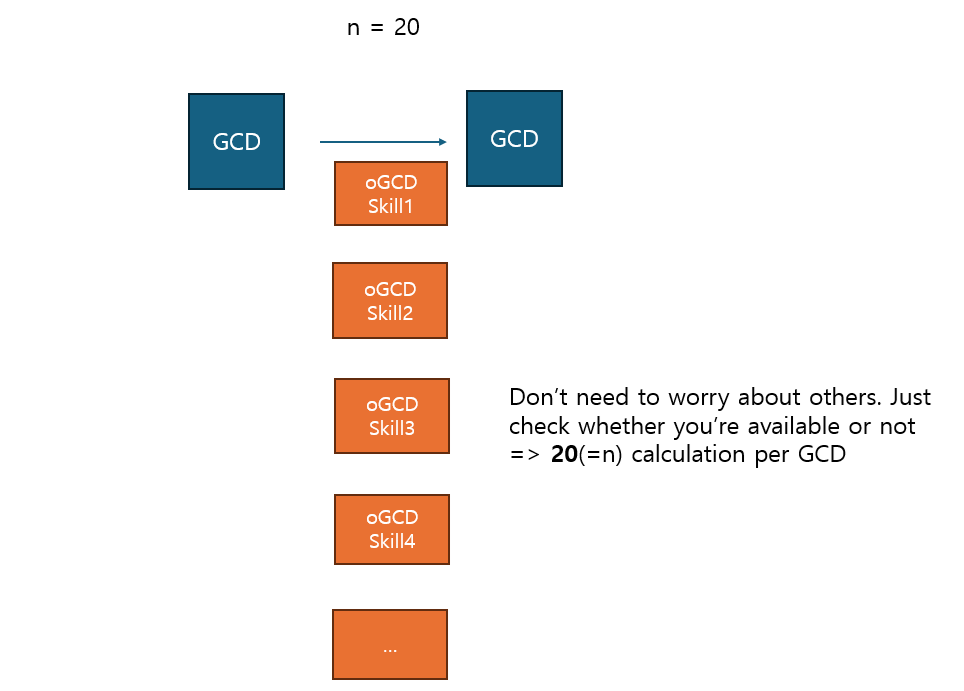 n = 20
GCD
GCD
oGCD
Skill1
oGCD
Skill2
oGCD
Skill3
Don’t need to worry about others. Just
check whether you’re available or not
=> 20(=n) calculation per GCD
oGCD
Skill4
...